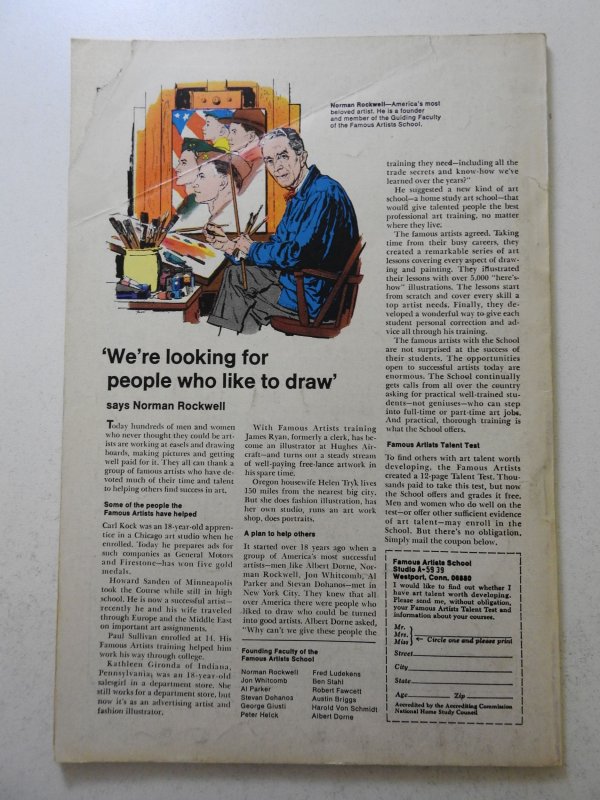 Norman Rockwell—America's most
beloved artist. He is a founder
and member of the Guiding Faculty
of the Famous Artists School.
'We're looking for
people who like to draw'
says Norman Rockwell
Today hundreds of men and women
who never thought they could be art-
ists are working at easels and drawing
boards, making pictures and getting
well paid for it. They all can thank a
group of famous artists who have de-
voted much of their time and talent
to helping others find success in art.
Some of the people the
Famous Artists have helped
Carl Kock was an 18-year-old appren-
tice in a Chicago art studio when he
enrolled. Today he prepares ads for
such companies as General Motors
and Firestone—has won five gold
medals.
Howard Sanden of Minneapolis
took the Course while still in high
school. He is now a successful artist—
recently he and his wife traveled
through Europe and the Middle East
on important art assignments.
Paul Sullivan enrolled at 14. His
Famous Artists training helped him
work his way through college.
Kathleen Gironda of Indiana,
Pennsylvania; was an 18-year-old
salesgirl in a department store. She
still works for a department store, but
now it's as an advertising artist and
fashion illustrator.
With Famous Artists training
James Ryan, formerly a clerk, has be-
come an illustrator at Hughes Air-
craft—and turns out a steady stream
of well-paying free-lance artwork in
his spare time.
Oregon housewife Helen Tryk lives
150 miles from the nearest big city.
But she does fashion illustration, has
her own studio, runs an art work
shop, does portraits.
A plan to help others
It started over 18 years ago when a
group of America's most successful
artists—men like Albert Dorne, Nor-
man Rockwell, Jon Whitcomb, Al
Parker and Stevan Dohanos—met in
New York City. They knew that all
over America there were people who
liked to draw who could be turned
into good artists. Albert Dorne asked,
"Why can't we give these people the
Founding Faculty of the
Famous Artists School
Norman Rockwell
Jon Whitcomb
Al Parker
Stevan Dohanos
George Giusti
Peter Helck
Fred Ludekens
Ben Stahl
Robert Fawcett
Austin Briggs
Harold Von Schmidt
Albert Dorne
training they need—including all the
trade secrets and know-how we've
learned over the years?"
He suggested a new kind of art
school—a home study art school—that
would give talented people the best
professional art training, no matter
where they live.
The famous artists agreed. Taking
time from their busy careers, they
created a remarkable series of art
lessons covering every aspect of draw-
ing and painting. They illustrated
their lessons with over 5,000 "here's-
how" illustrations. The lessons start
from scratch and cover every skill a
top artist needs. Finally, they de-
veloped a wonderful way to give each
student personal correction and ad-
vice all through his training.
The famous artists with the School
are not surprised at the success of
their students. The opportunities
open to successful artists today are
enormous. The School continually
gets calls from all over the country
asking for practical well-trained stu-
dents—not geniuses—who can step
into full-time or part-time art jobs.
And practical, thorough training is
what the School offers.
Famous Artists Talent Test
To find others with art talent worth
developing, the Famous Artists
created a 12-page Talent Test. Thou-
sands paid to take this test, but now
the School offers and grades it free.
Men and women who do well on the
test—or offer other sufficient evidence
of art talent—may enroll in the
School. But there's no obligation.
Simply mail the coupon below.
Famous Artists School
Studio A-5939
Westport, Conn. 06880
I would like to find out whether I
have art talent worth developing.
Please send me, without obligation,
your Famous Artists Talent Test and
information about your courses.
Mr.
Mrs. ← Circle one and please print
Miss
Street
City
State
Age Zip
Accredited by the Accrediting Commission
National Home Study Council